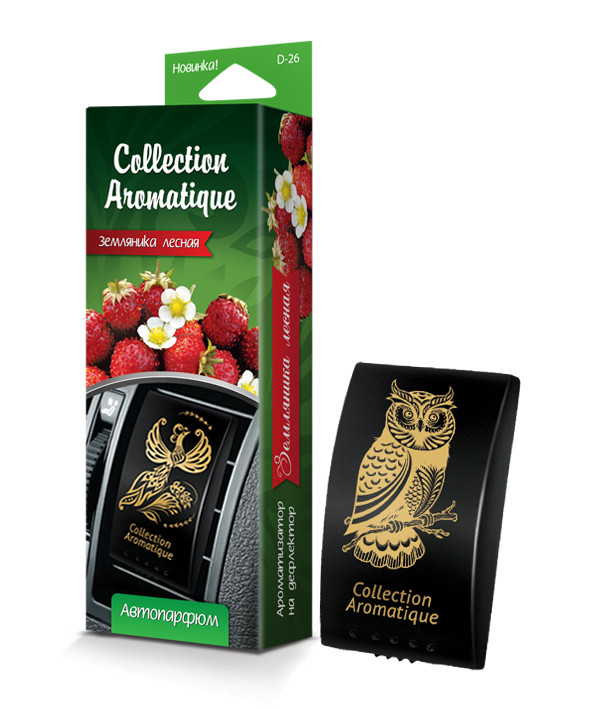 Новинка!
D-26
Collection
Aromatique
Земляника лесная
Земляника лесная
Ароматизатор
на дефлектор
Collection
Aromatique
Автопарфюм
Collection
Aromatique